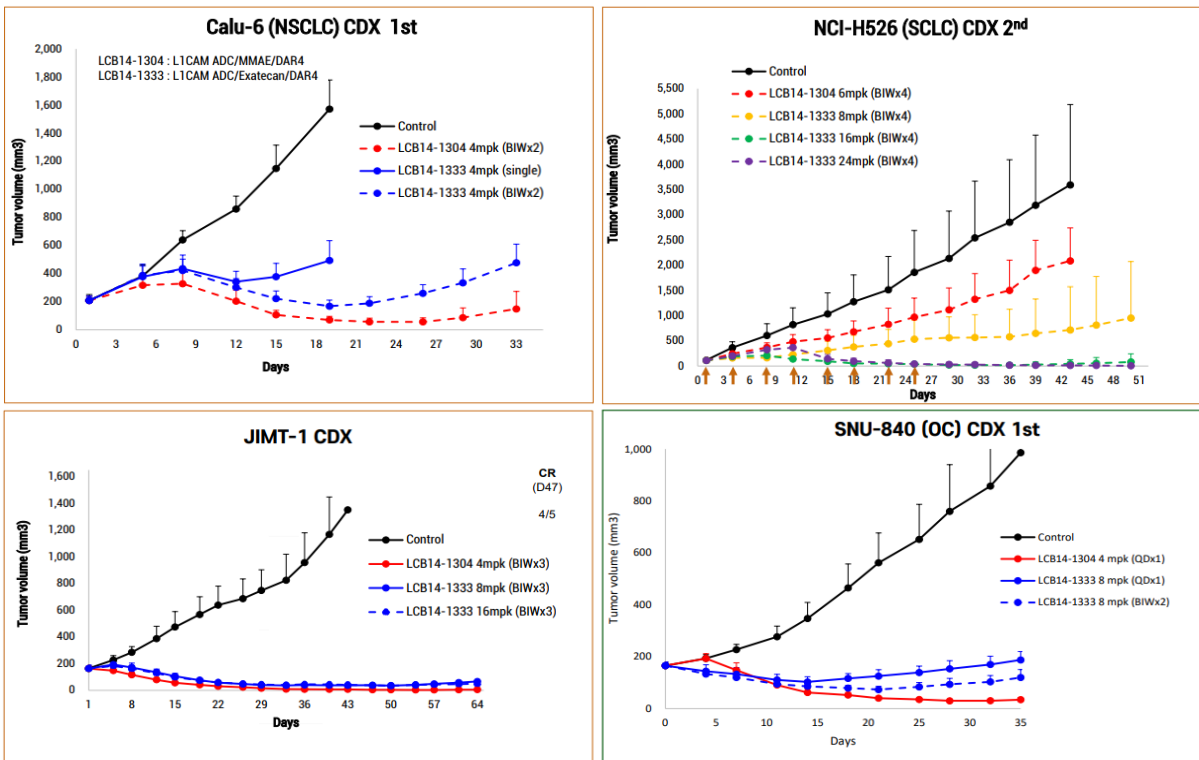 Calu-6 (NSCLC) CDX 1st
LCB14-1304 : L1CAM ADC/MMAE/DAR4
LCB14-1333 : L1CAM ADC/Exatecan/DAR4
Tumor volume (mm3)
2,000
1,800
1,600
1,400
1,200
1,000
800
600
400
200
0
Control
LCB14-1304 4mpk (BIWx2)
LCB14-1333 4mpk (single)
LCB14-1333 4mpk (BIWx2)
0 3 6 9 12 15 18 21 24 27 30 33
Days
NCI-H526 (SCLC) CDX 2nd
Control
LCB14-1304 6mpk (BIWx4)
LCB14-1333 8mpk (BIWx4)
LCB14-1333 16mpk (BIWx4)
LCB14-1333 24mpk (BIWx4)
Tumor volume (mm3)
5,500
5,000
4,500
4,000
3,500
3,000
2,500
2,000
1,500
1,000
500
0
0 3 6 9 12 15 18 21 24 27 30 33 36 39 42 45 48 51
Days
JIMT-1 CDX
CR
(D47)
4/5
Tumor volume (mm3)
1,600
1,400
1,200
1,000
800
600
400
200
0
Control
LCB14-1304 4mpk (BIWx3)
LCB14-1333 8mpk (BIWx3)
LCB14-1333 16mpk (BIWx3)
1 8 15 22 29 36 43 50 57 64
Days
SNU-840 (OC) CDX 1st
Tumor volume (mm3)
1,000
800
600
400
200
0
Control
LCB14-1304 4 mpk (QDx1)
LCB14-1333 8 mpk (QDx1)
LCB14-1333 8 mpk (BIWx2)
0 5 10 15 20 25 30 35
Days